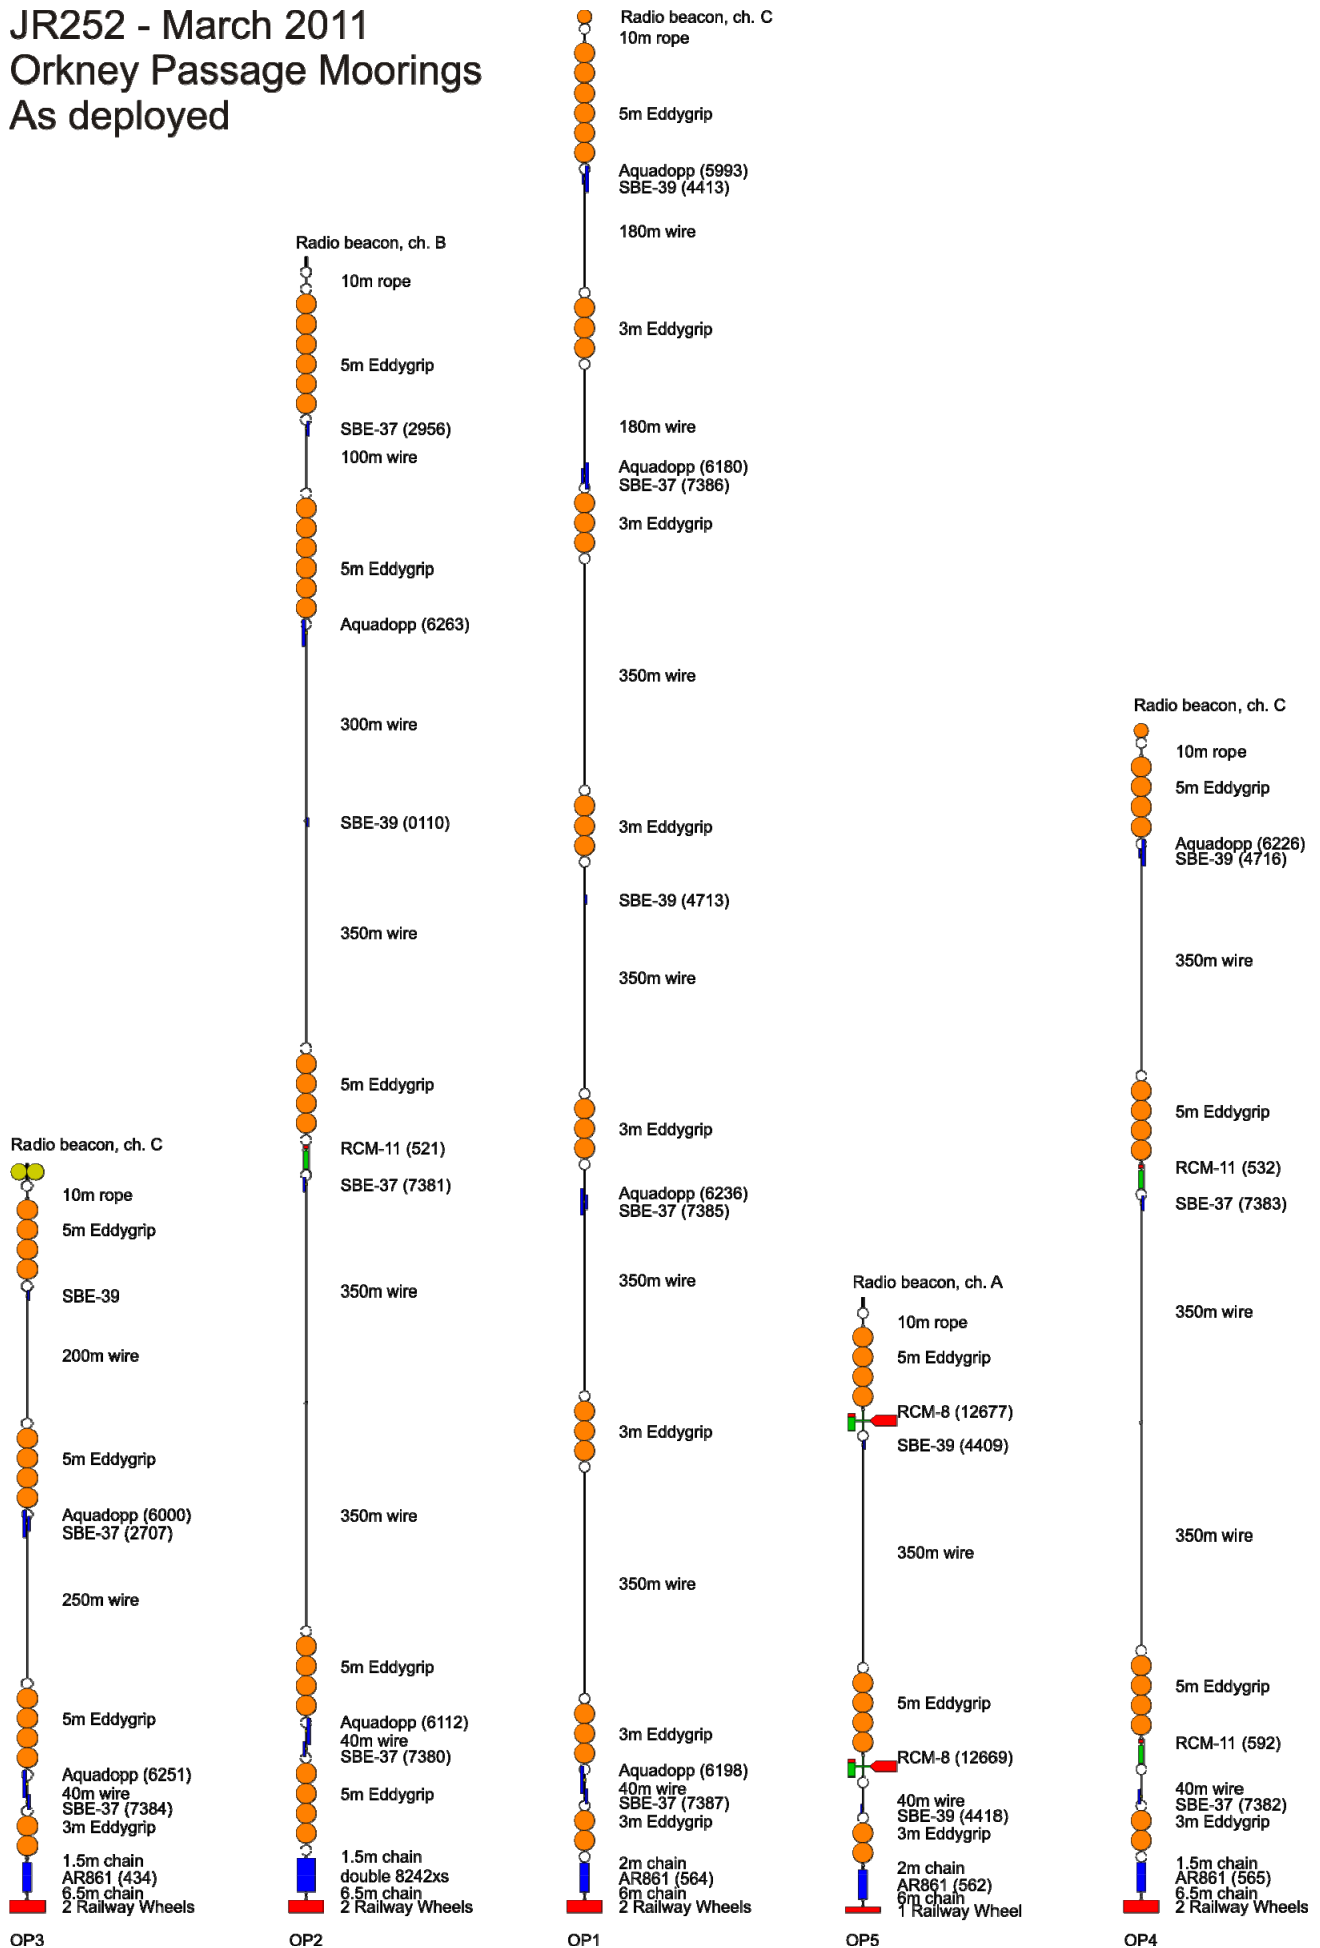 JR252 - March 2011
Orkney Passage Moorings
As deployed
Radio beacon, ch. C
10m rope
5m Eddygrip
SBE-39
200m wire
5m Eddygrip
Aquadopp (6000)
SBE-37 (2707)
250m wire
5m Eddygrip
Aquadopp (6251)
40m wire
SBE-37 (7384)
3m Eddygrip
1.5m chain
AR861 (434)
6.5m chain
2 Railway Wheels
OP3
Radio beacon, ch. B
10m rope
5m Eddygrip
SBE-37 (2956)
100m wire
5m Eddygrip
Aquadopp (6263)
300m wire
SBE-39 (0110)
350m wire
5m Eddygrip
RCM-11 (521)
SBE-37 (7381)
350m wire
350m wire
5m Eddygrip
Aquadopp (6112)
40m wire
SBE-37 (7380)
5m Eddygrip
1.5m chain
double 8242xs
6.5m chain
2 Railway Wheels
OP2
Radio beacon, ch. C
10m rope
5m Eddygrip
Aquadopp (5993)
SBE-39 (4413)
180m wire
3m Eddygrip
180m wire
Aquadopp (6180)
SBE-37 (7386)
3m Eddygrip
350m wire
3m Eddygrip
SBE-39 (4713)
350m wire
3m Eddygrip
Aquadopp (6236)
SBE-37 (7385)
350m wire
3m Eddygrip
350m wire
3m Eddygrip
Aquadopp (6198)
40m wire
SBE-37 (7387)
3m Eddygrip
2m chain
AR861 (564)
6m chain
2 Railway Wheels
OP1
Radio beacon, ch. A
10m rope
5m Eddygrip
RCM-8 (12677)
SBE-39 (4409)
350m wire
5m Eddygrip
RCM-8 (12669)
40m wire
SBE-39 (4418)
3m Eddygrip
2m chain
AR861 (562)
6m chain
1 Railway Wheel
OP5
Radio beacon, ch. C
10m rope
5m Eddygrip
Aquadopp (6226)
SBE-39 (4716)
350m wire
5m Eddygrip
RCM-11 (532)
SBE-37 (7383)
350m wire
350m wire
5m Eddygrip
RCM-11 (592)
40m wire
SBE-37 (7382)
3m Eddygrip
1.5m chain
AR861 (565)
6.5m chain
2 Railway Wheels
OP4